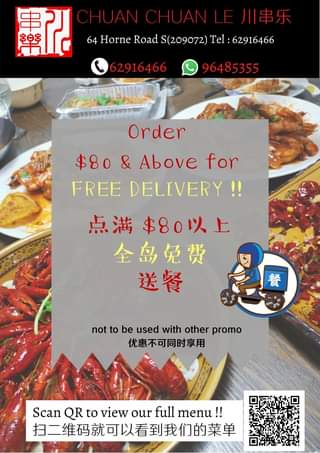 串樂
川
CHUAN CHUAN LE 川串乐
64 Horne Road S(209072) Tel : 62916466
62916466 96485355
Order
$80 & Above for
FREE DELIVERY !!
点满 $80以上
全岛免费
送餐
餐
not to be used with other promo
优惠不可同时享用
Scan QR to view our full menu !!
扫二维码就可以看到我们的菜单